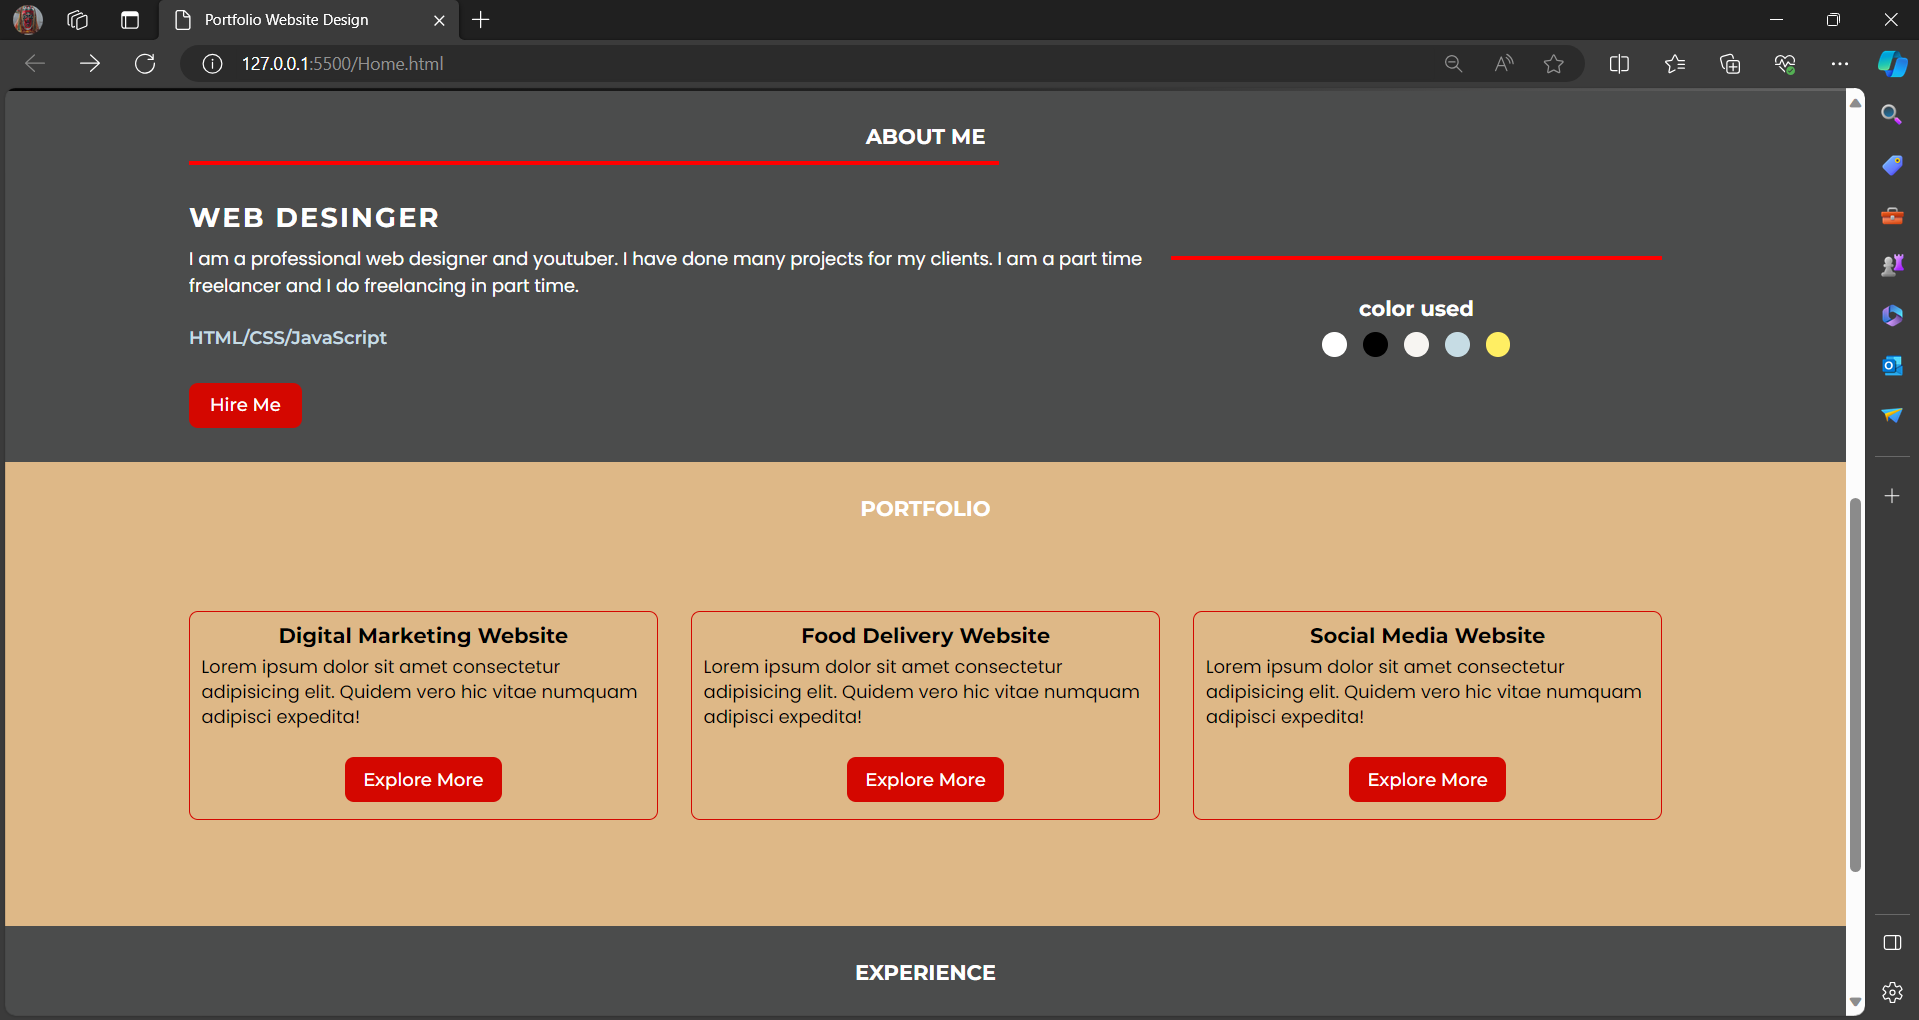 Portfolio Website Design
127.0.0.1:5500/Home.html
ABOUT ME
WEB DESINGER
I am a professional web designer and youtuber. I have done many projects for my clients. I am a part time
freelancer and I do freelancing in part time.
HTML/CSS/JavaScript
Hire Me
color used
PORTFOLIO
Digital Marketing Website
Lorem ipsum dolor sit amet consectetur
adipisicing elit. Quidem vero hic vitae numquam
adipisci expedita!
Explore More
Food Delivery Website
Lorem ipsum dolor sit amet consectetur
adipisicing elit. Quidem vero hic vitae numquam
adipisci expedita!
Explore More
Social Media Website
Lorem ipsum dolor sit amet consectetur
adipisicing elit. Quidem vero hic vitae numquam
adipisci expedita!
Explore More
EXPERIENCE